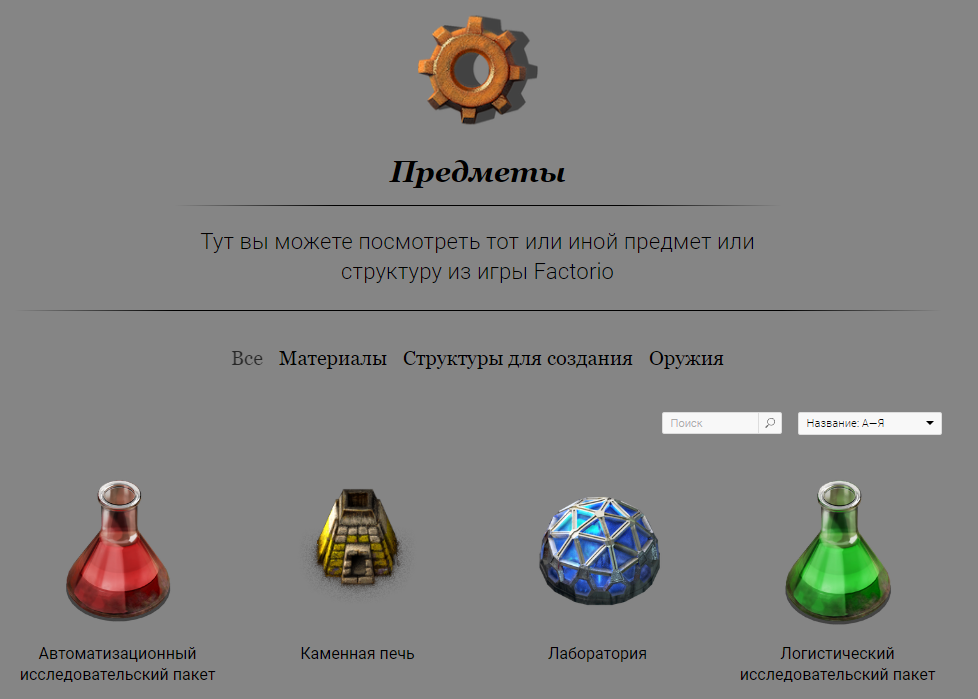 Предметы
Тут вы можете посмотреть тот или иной предмет или
структуру из игры Factorio
Все Материалы Структуры для создания Оружия
Поиск Название: А—Я
Автоматизационный
исследовательский пакет
Каменная печь
Лаборатория
Логистический
исследовательский пакет